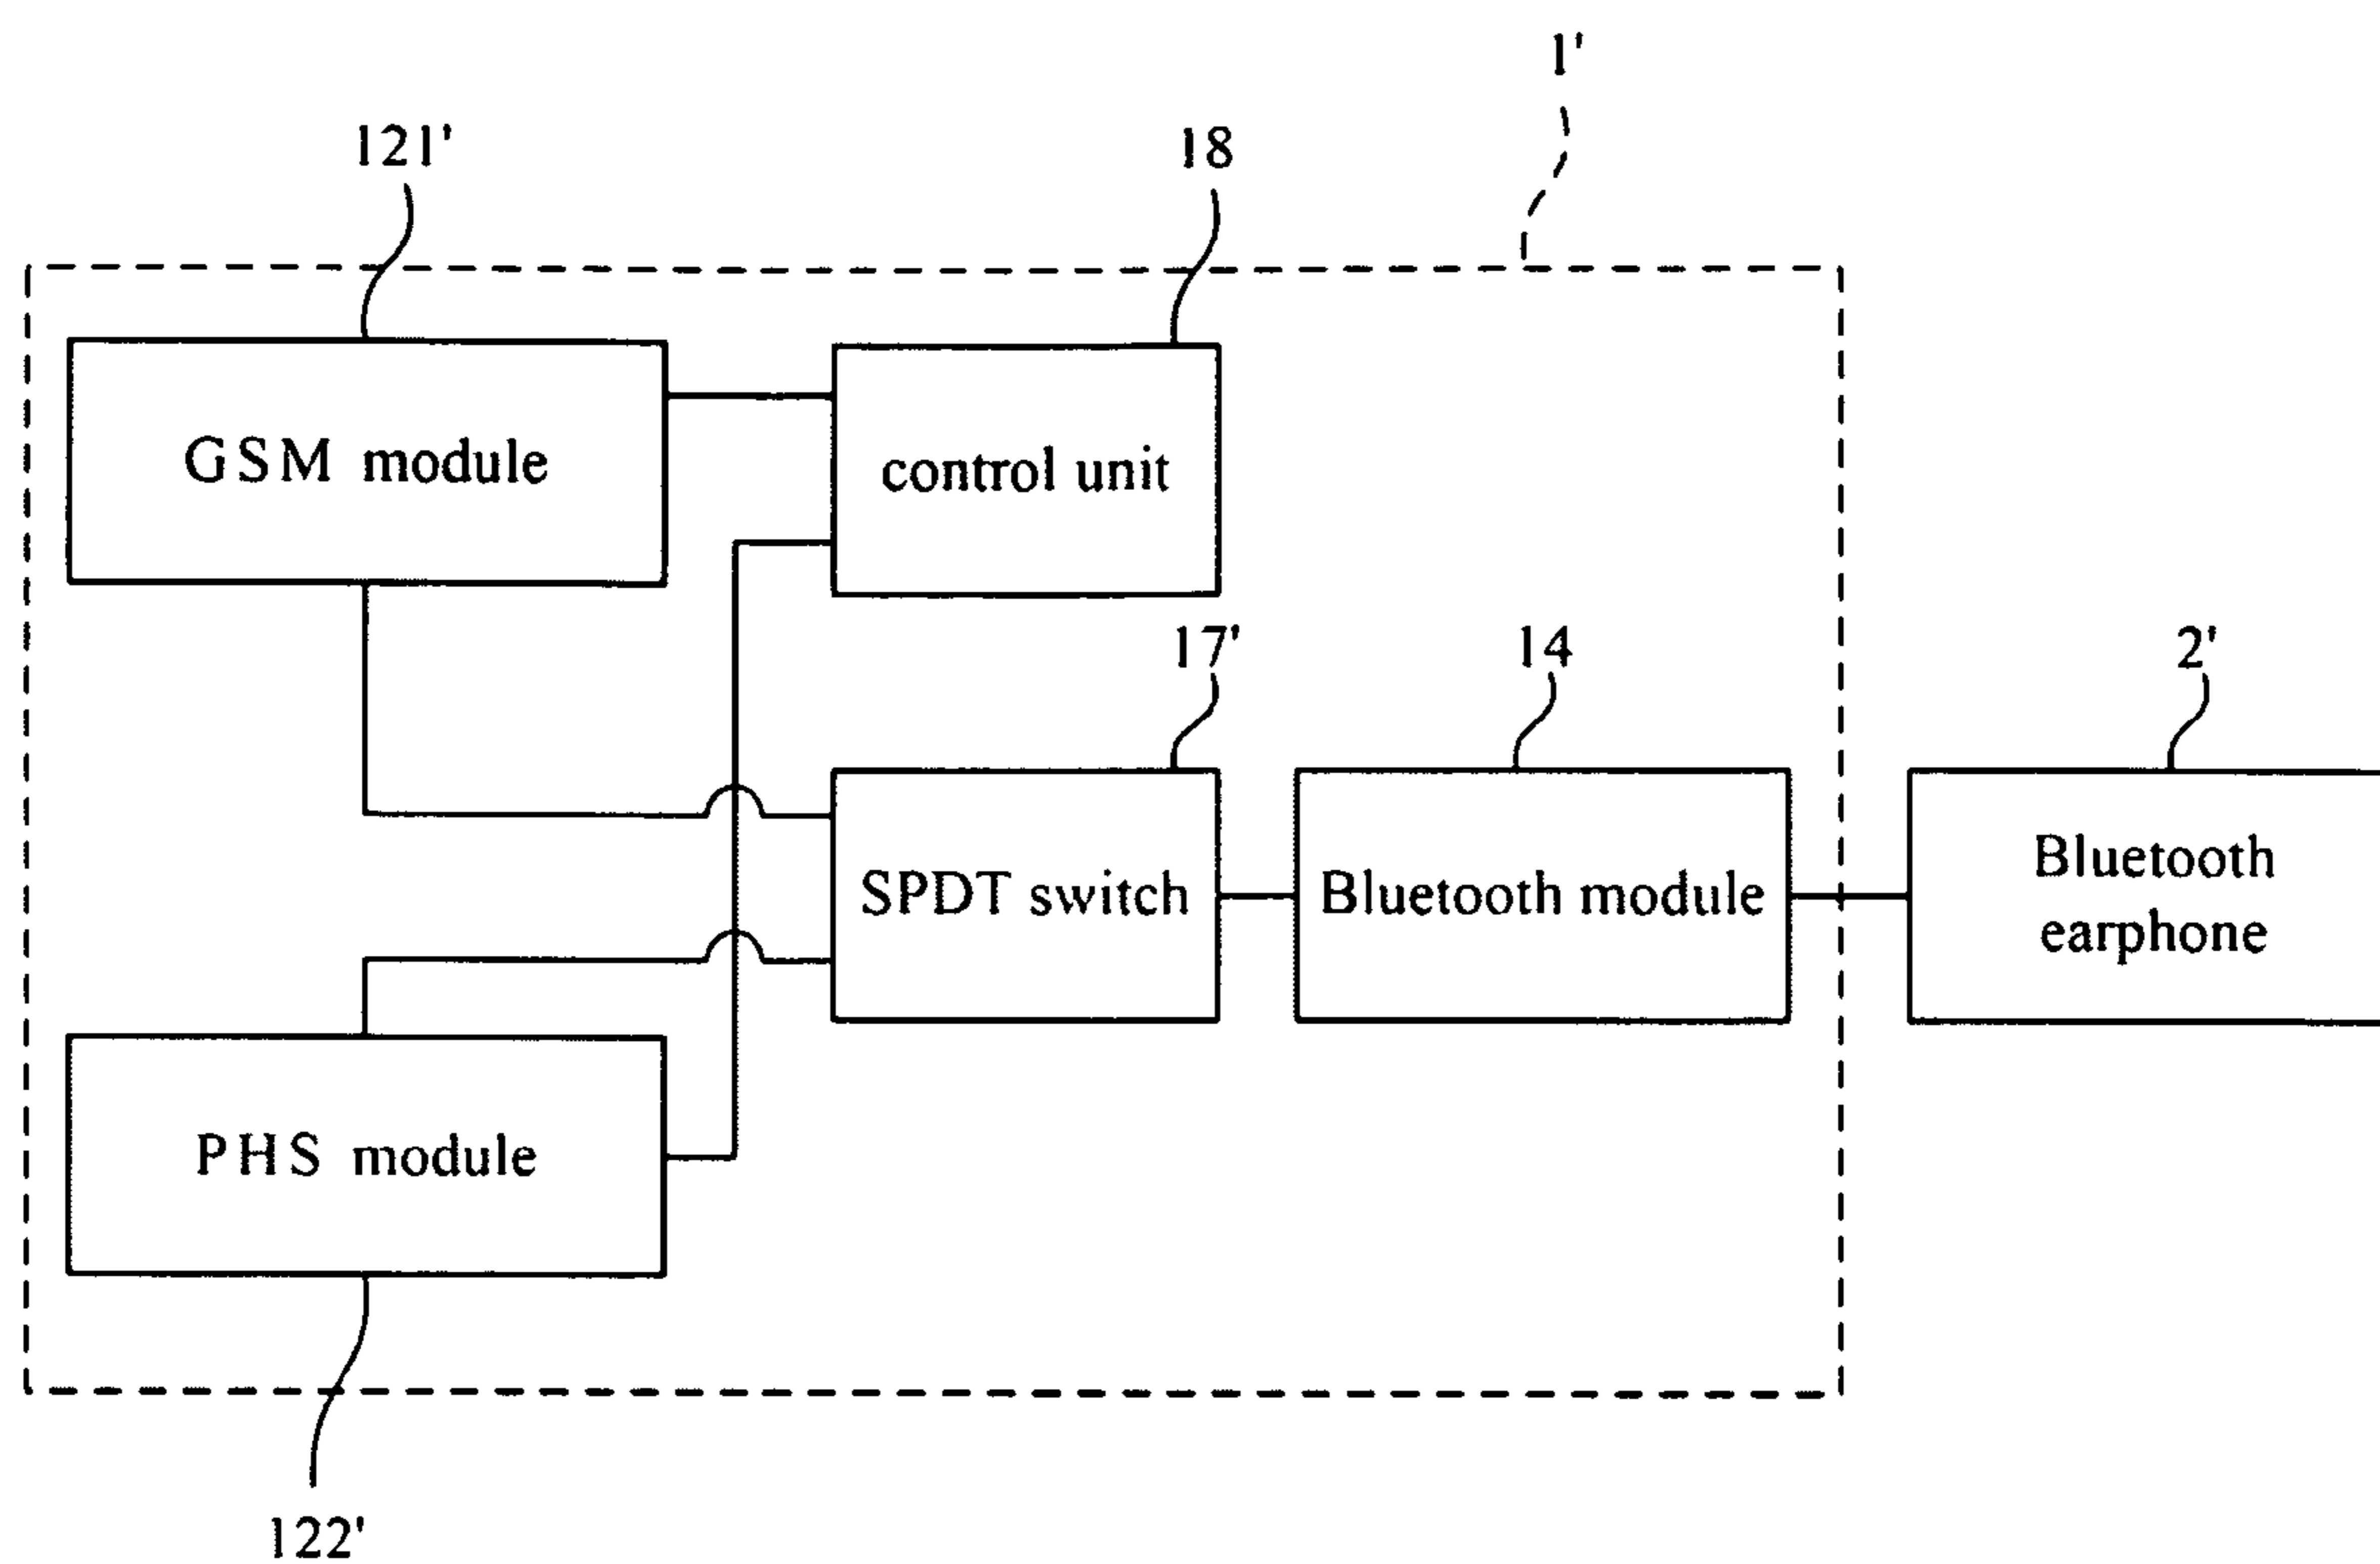 1'
121'
18
GSM module
control unit
17'
14
2'
SPDT switch
Bluetooth module
Bluetooth
earphone
PHS module
122'